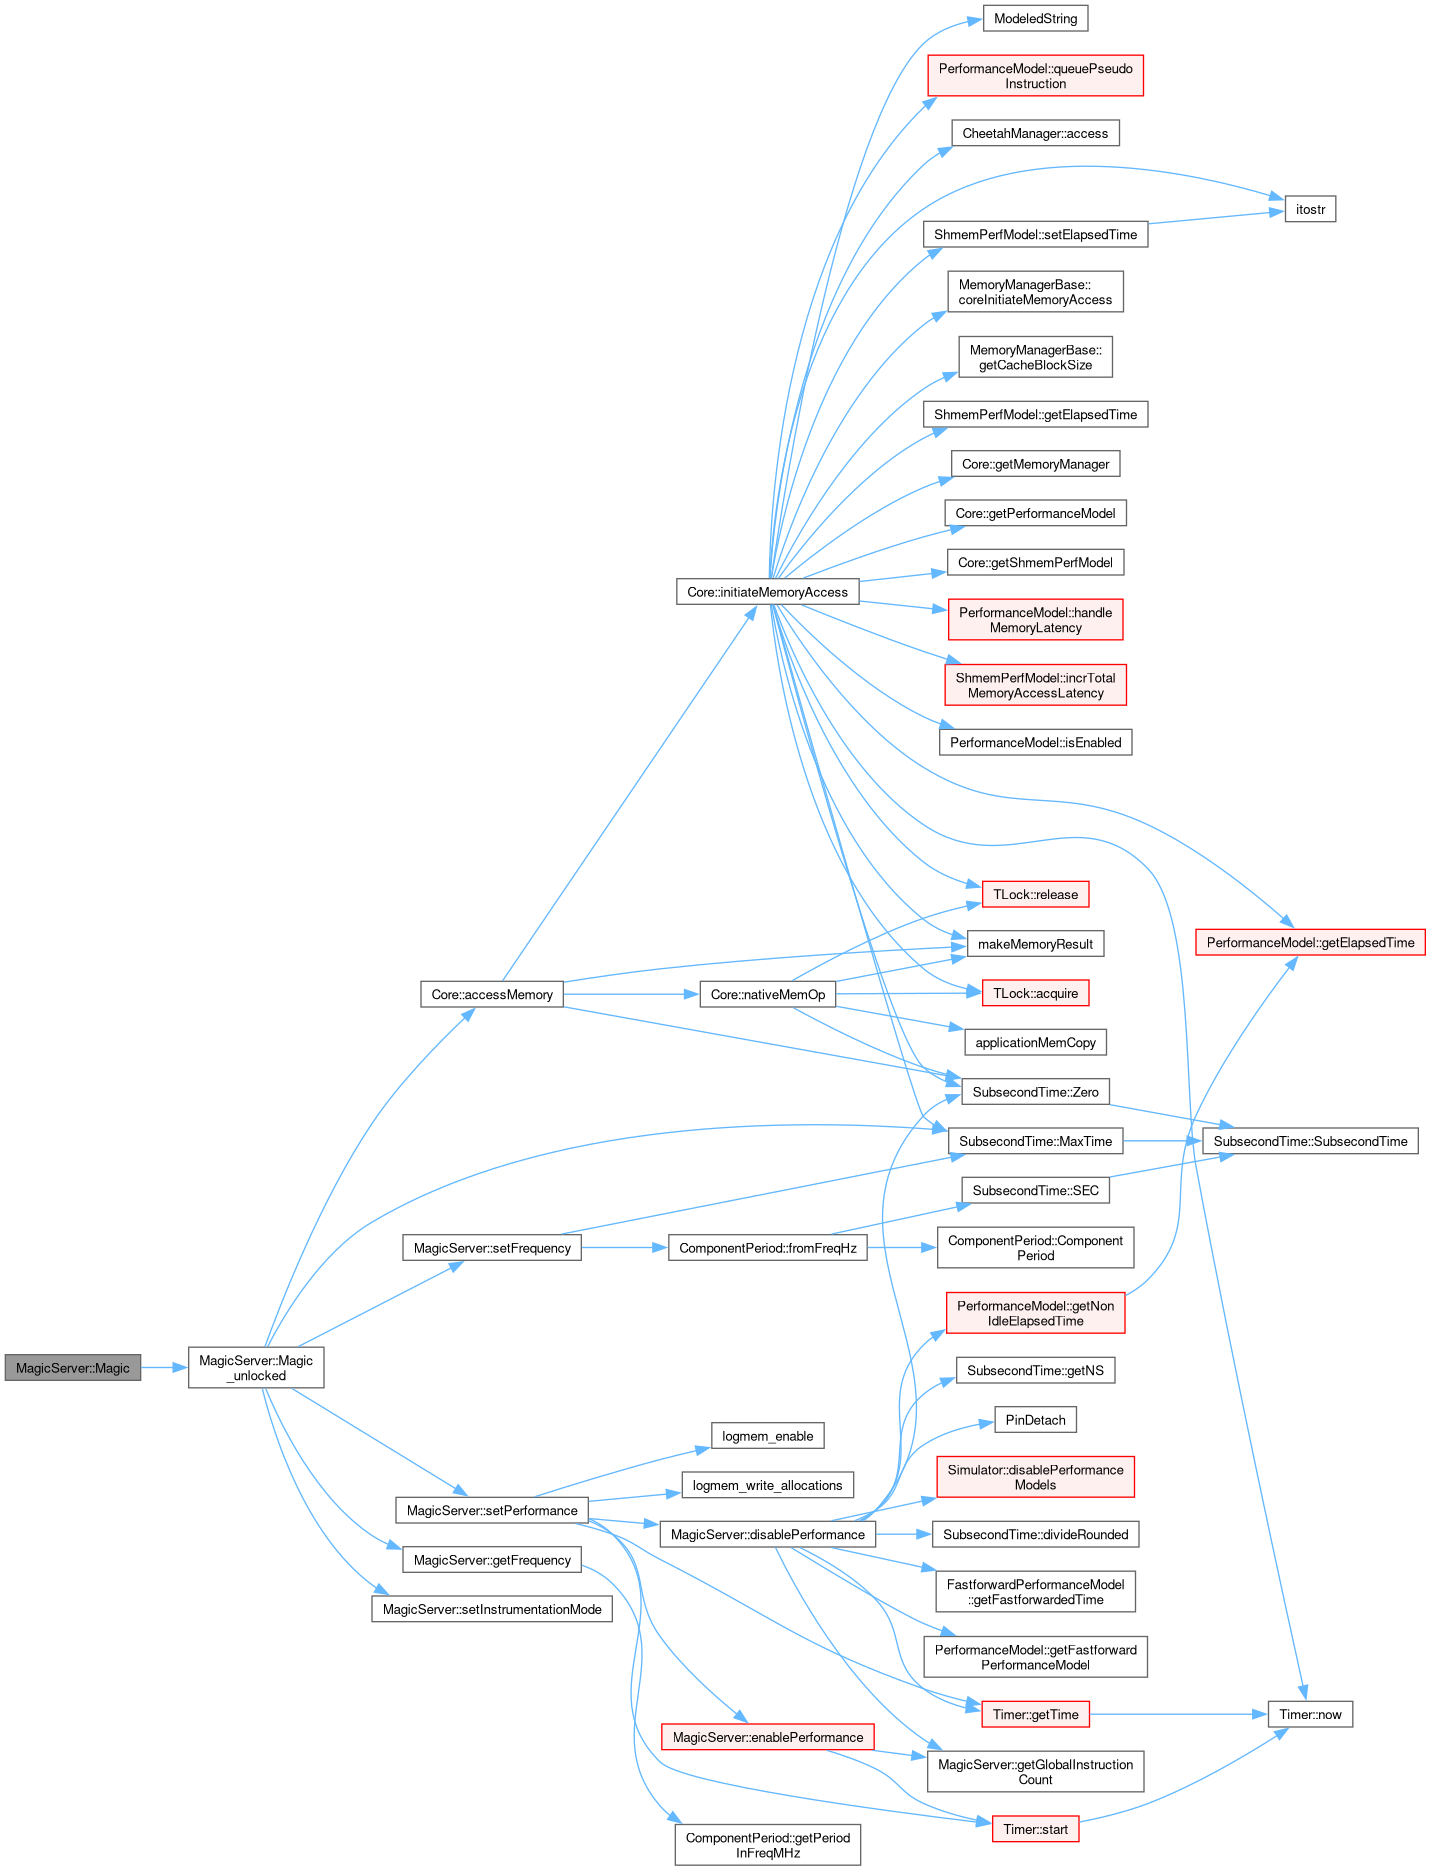 ModeledString
PerformanceModel::queuePseudo
Instruction
CheetahManager::access
itostr
ShmemPerfModel::setElapsedTime
MemoryManagerBase::
coreInitiateMemoryAccess
MemoryManagerBase::
getCacheBlockSize
ShmemPerfModel::getElapsedTime
Core::getMemoryManager
Core::getPerformanceModel
Core::getShmemPerfModel
Core::initiateMemoryAccess
PerformanceModel::handle
MemoryLatency
ShmemPerfModel::incrTotal
MemoryAccessLatency
PerformanceModel::isEnabled
TLock::release
PerformanceModel::getElapsedTime
makeMemoryResult
Core::accessMemory
Core::nativeMemOp
TLock::acquire
applicationMemCopy
SubsecondTime::Zero
SubsecondTime::MaxTime
SubsecondTime::SubsecondTime
SubsecondTime::SEC
MagicServer::setFrequency
ComponentPeriod::fromFreqHz
ComponentPeriod::Component
Period
PerformanceModel::getNon
IdleElapsedTime
MagicServer::Magic
MagicServer::Magic
_unlocked
SubsecondTime::getNS
PinDetach
logmem_enable
Simulator::disablePerformance
Models
logmem_write_allocations
MagicServer::setPerformance
MagicServer::disablePerformance
SubsecondTime::divideRounded
MagicServer::getFrequency
FastforwardPerformanceModel
::getFastforwardedTime
MagicServer::setInstrumentationMode
PerformanceModel::getFastforward
PerformanceModel
Timer::getTime
Timer::now
MagicServer::enablePerformance
MagicServer::getGlobalInstruction
Count
Timer::start
ComponentPeriod::getPeriod
InFreqMHz